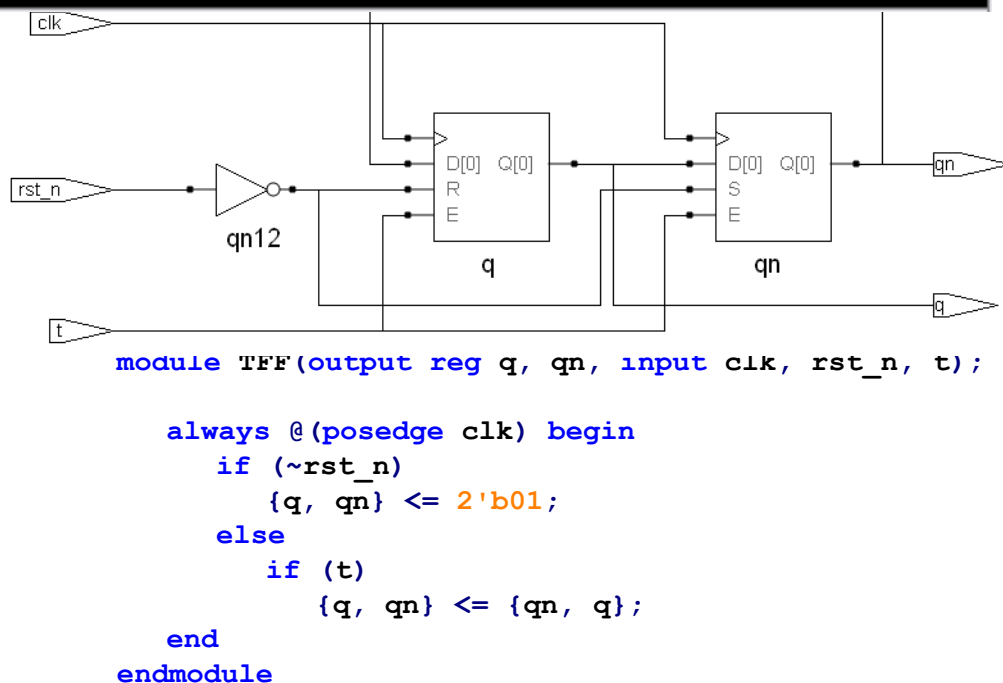 clk
D[0] Q[0]
D[0] Q[0]
qn
rst_n
R
S
E
E
qn12
q
qn
q
t
module TFF(output reg q, qn, input clk, rst_n, t);
always @(posedge clk) begin
if (~rst_n)
{q, qn} <= 2'b01;
else
if (t)
{q, qn} <= {qn, q};
end
endmodule